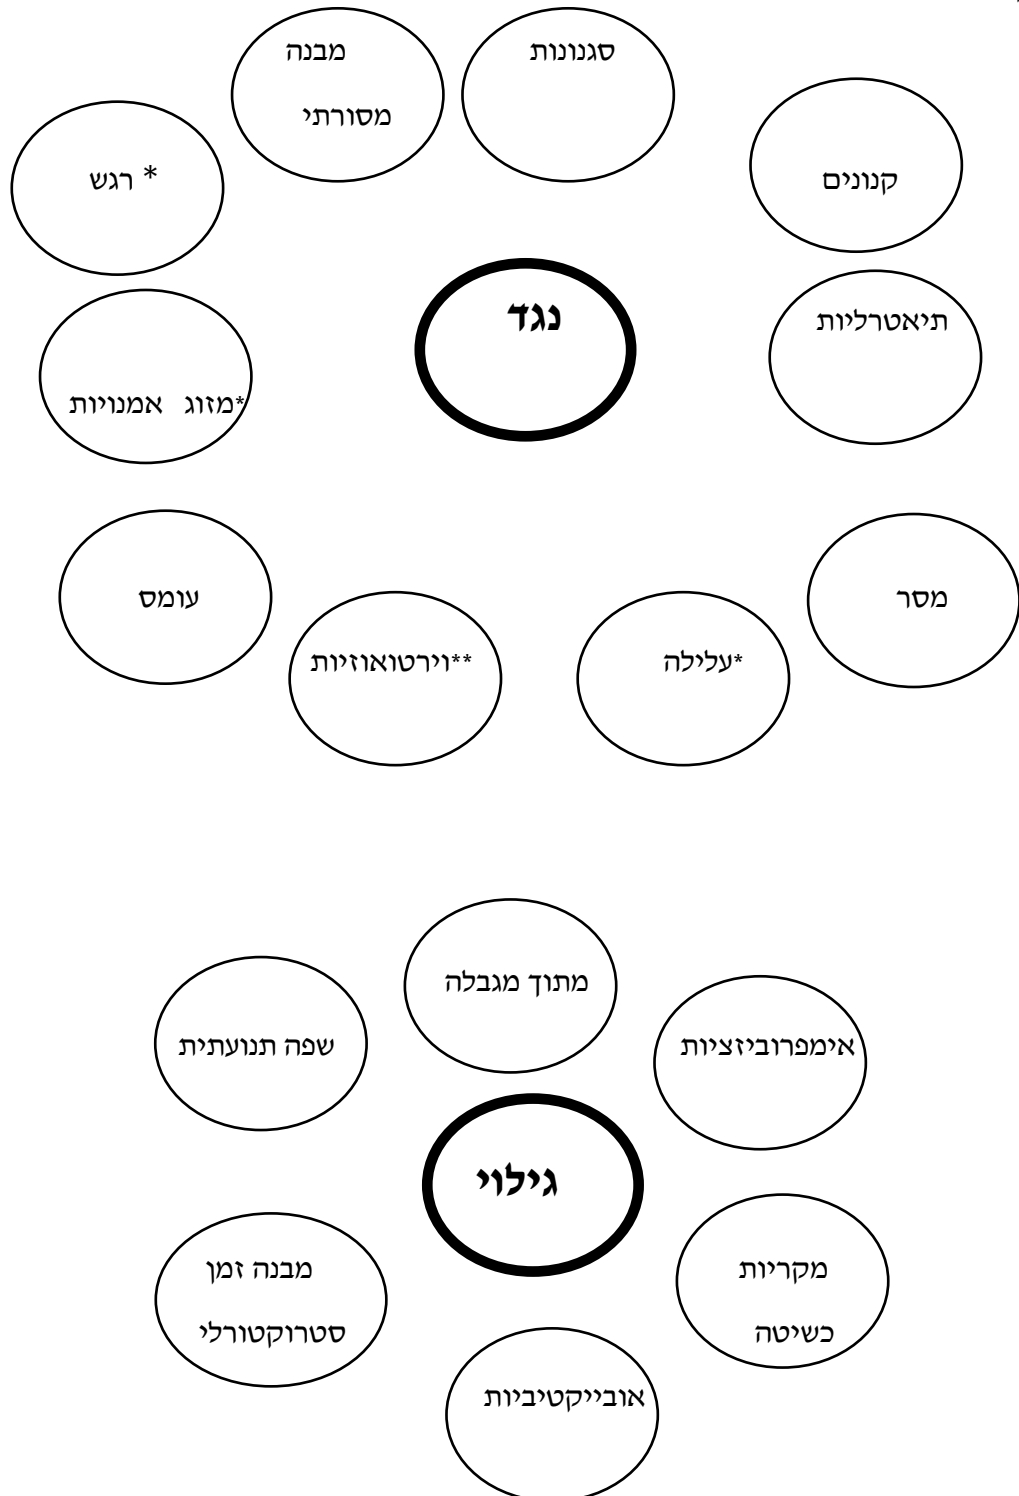 סגנונות
מבנה
מסורתי
קנונים
* רגש
נגד
תיאטרליות
*מזוג אמנויות
מסר
עומס
*עלילה
**וירטואוזיות
מתוך מגבלה
אימפרוביזציות
שפה תנועתית
גילוי
מקריות
כשיטה
מבנה זמן
סטרוקטורלי
אובייקטיביות